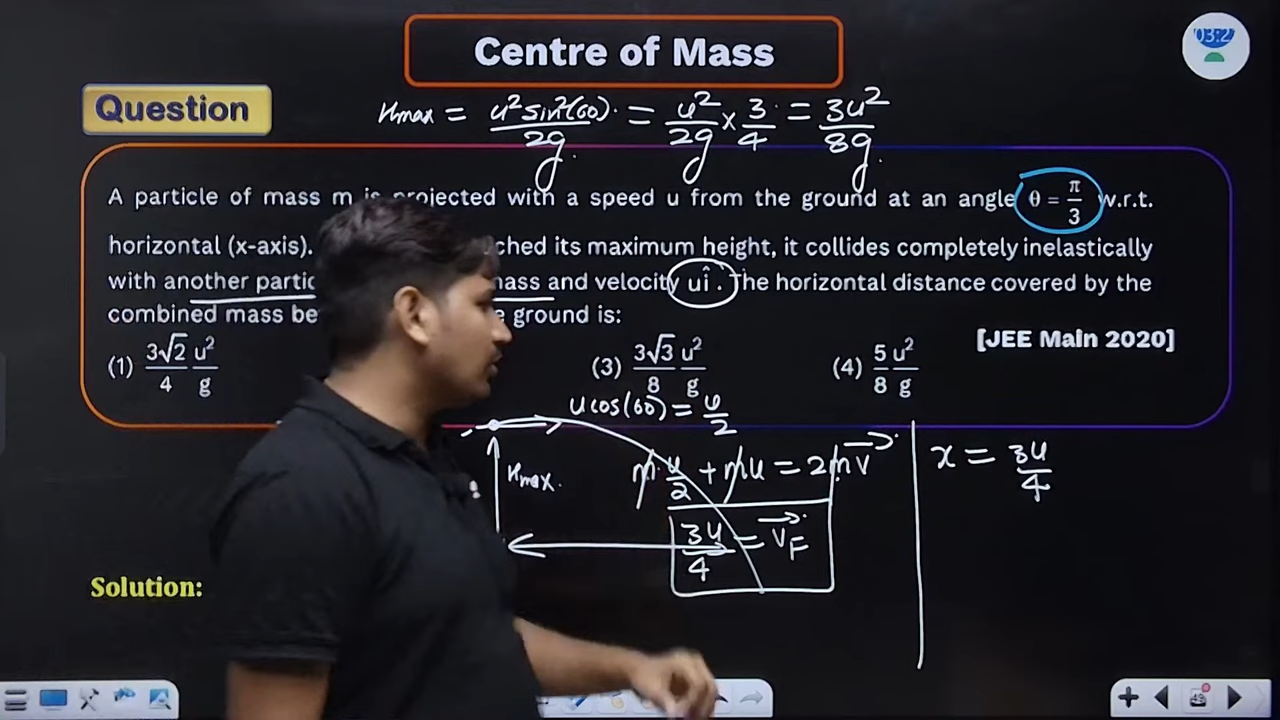 Centre of Mass
Question
Hmax = u²sin²(60) / 2g = u²/2g × 3/4 = 3u²/8g
A particle of mass m is projected with a speed u from the ground at an angle θ = π/3 w.r.t.
horizontal (x-axis). ched its maximum height, it collides completely inelastically
with another partic mass and velocity uî. The horizontal distance covered by the
combined mass be e ground is:
[JEE Main 2020]
(1) 3√2/4 u²/g (3) 3√3/8 u²/g (4) 5/8 u²/g
ucos(60) = u/2
Hmax.
m u/2 + mu = 2mv⃗
3u/4 = v⃗F
x = 3u/4
Solution: